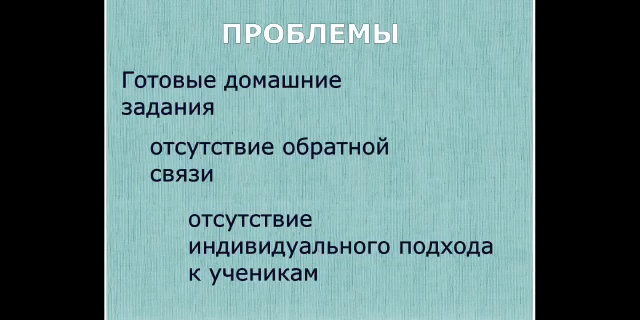 ПРОБЛЕМЫ
Готовые домашние
задания
отсутствие обратной
связи
отсутствие
индивидуального подхода
к ученикам